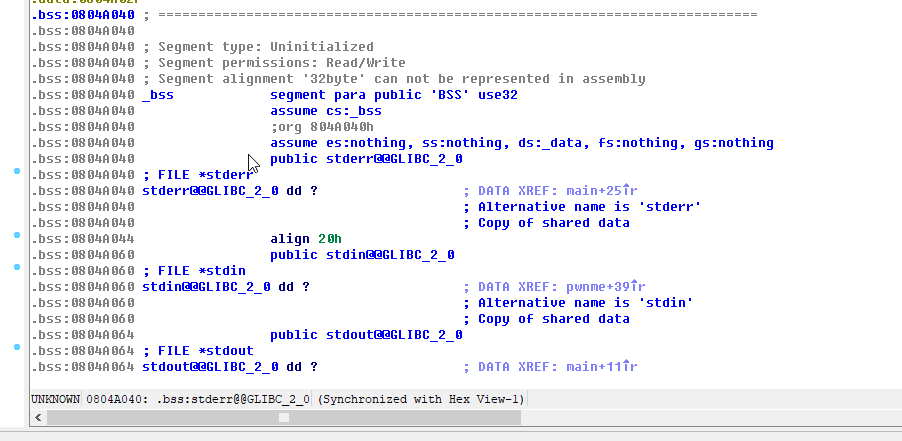 .bss:0804A040 ; ===========================================================================
.bss:0804A040
.bss:0804A040 ; Segment type: Uninitialized
.bss:0804A040 ; Segment permissions: Read/Write
.bss:0804A040 ; Segment alignment '32byte' can not be represented in assembly
.bss:0804A040 _bss segment para public 'BSS' use32
.bss:0804A040 assume cs:_bss
.bss:0804A040 ;org 804A040h
.bss:0804A040 assume es:nothing, ss:nothing, ds:_data, fs:nothing, gs:nothing
.bss:0804A040 public stderr@@GLIBC_2_0
.bss:0804A040 ; FILE *stderr
.bss:0804A040 stderr@@GLIBC_2_0 dd ? ; DATA XREF: main+25↑r
.bss:0804A040 ; Alternative name is 'stderr'
.bss:0804A040 ; Copy of shared data
.bss:0804A044 align 20h
.bss:0804A060 public stdin@@GLIBC_2_0
.bss:0804A060 ; FILE *stdin
.bss:0804A060 stdin@@GLIBC_2_0 dd ? ; DATA XREF: pwnme+39↑r
.bss:0804A060 ; Alternative name is 'stdin'
.bss:0804A060 ; Copy of shared data
.bss:0804A064 public stdout@@GLIBC_2_0
.bss:0804A064 ; FILE *stdout
.bss:0804A064 stdout@@GLIBC_2_0 dd ? ; DATA XREF: main+11↑r
UNKNOWN 0804A040: .bss:stderr@@GLIBC_2_0 (Synchronized with Hex View-1)